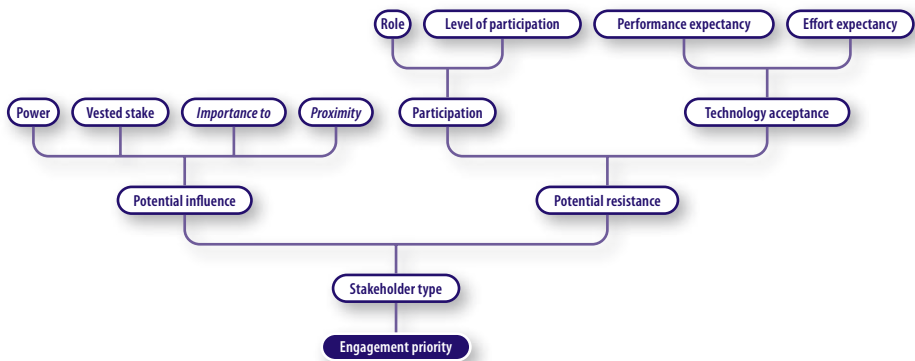 Role
Level of participation
Performance expectancy
Effort expectancy
Power
Vested stake
Importance to
Proximity
Participation
Technology acceptance
Potential influence
Potential resistance
Stakeholder type
Engagement priority